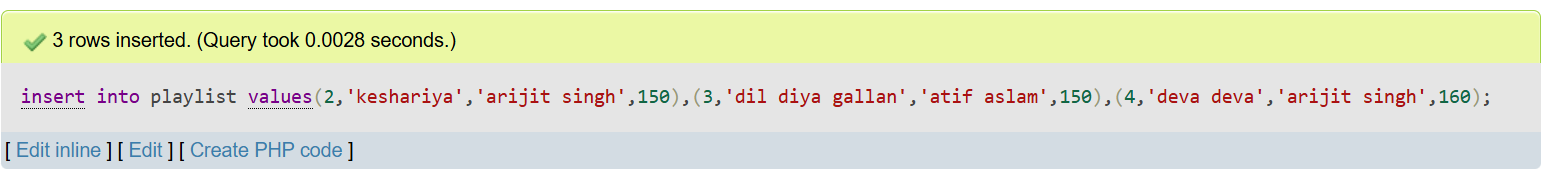 3 rows inserted. (Query took 0.0028 seconds.)
insert into playlist values(2,'keshariya','arijit singh',150),(3,'dil diya gallan','atif aslam',150),(4,'deva deva','arijit singh',160);
[ Edit inline ] [ Edit ] [ Create PHP code ]